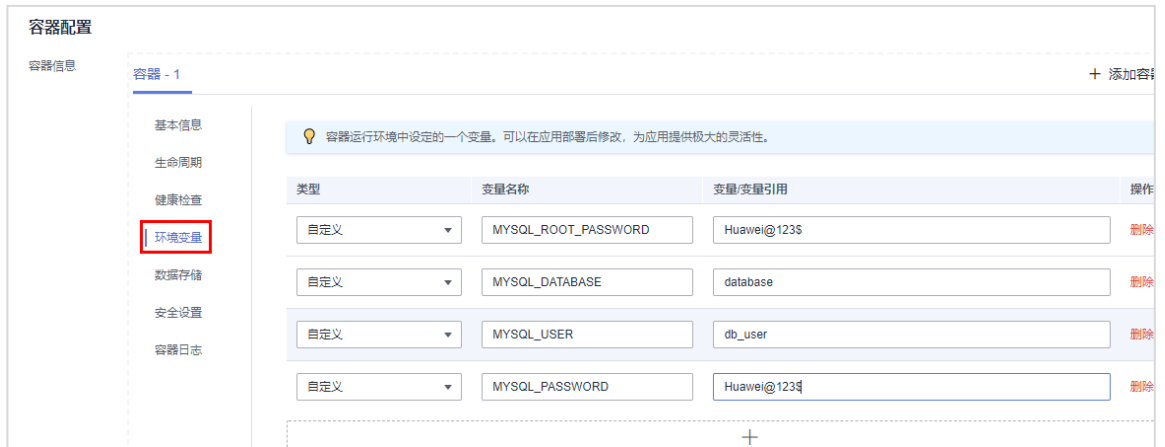 容器配置
容器信息
容器 - 1
+ 添加容器
基本信息
生命周期
健康检查
环境变量
数据存储
安全设置
容器日志
容器运行环境中设定的一个变量。可以在应用部署后修改，为应用提供极大的灵活性。
类型 变量名称 变量/变量引用 操作
自定义 MYSQL_ROOT_PASSWORD Huawei@123$ 删除
自定义 MYSQL_DATABASE database 删除
自定义 MYSQL_USER db_user 删除
自定义 MYSQL_PASSWORD Huawei@123$ 删除
+